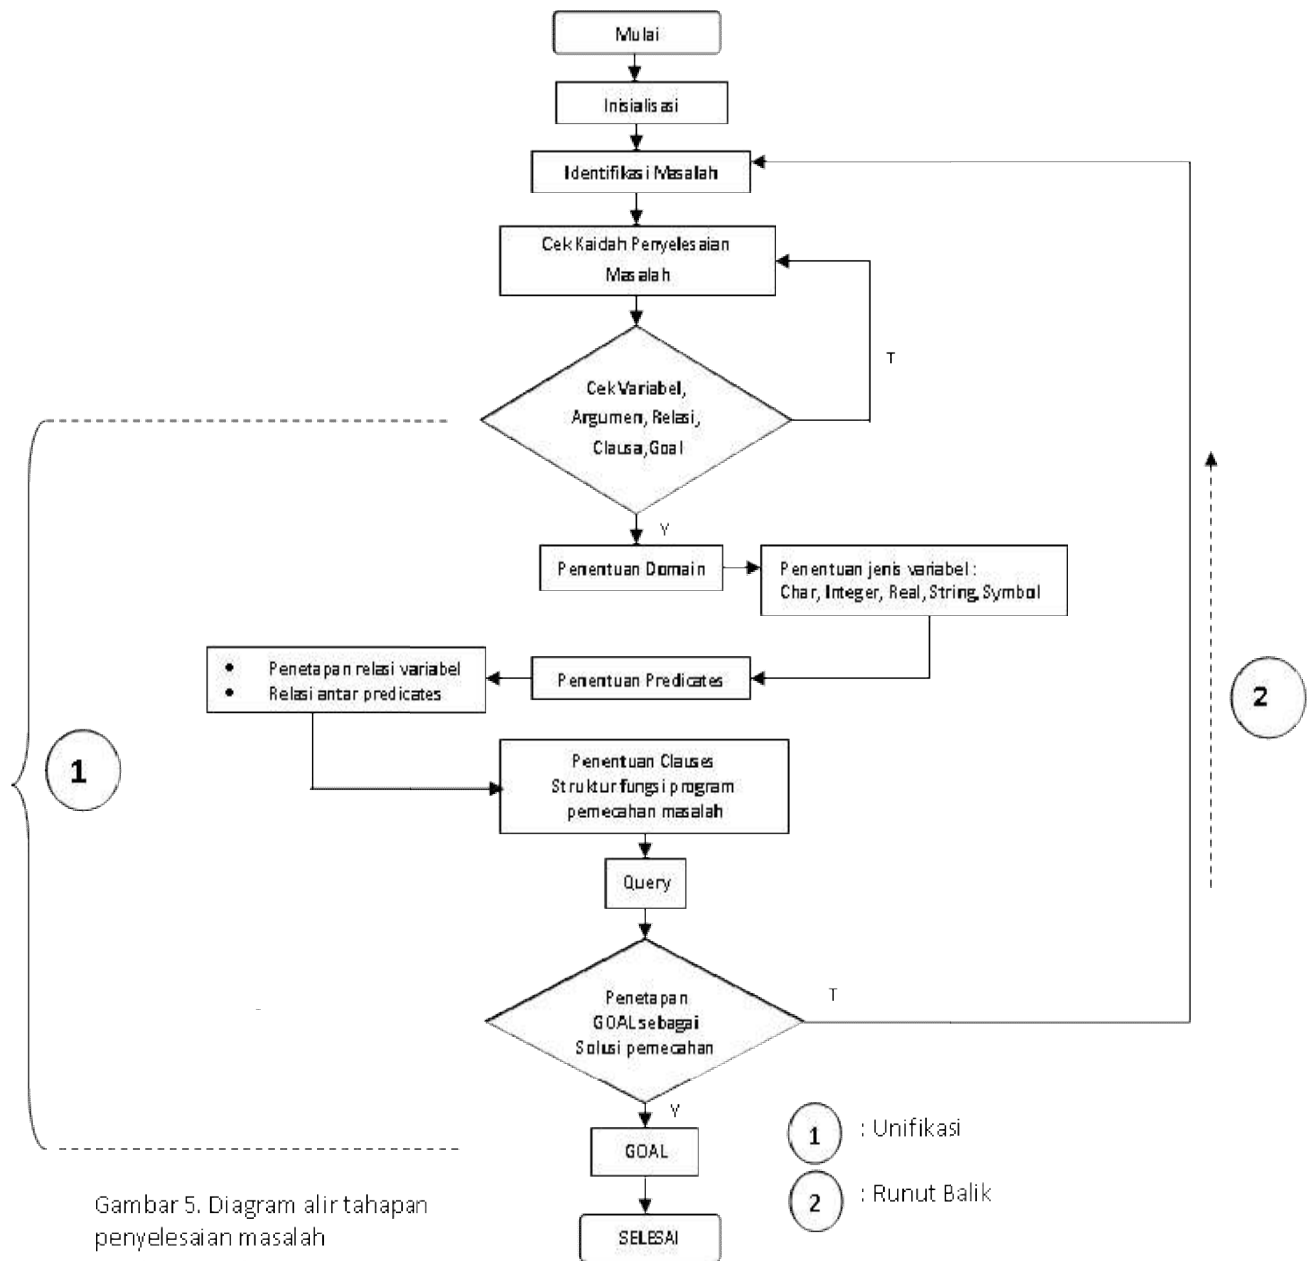 Mulai
Inisialisasi
Identifikasi Masalah
Cek Kaidah Penyelesaian
Masalah
T
Cek Variabel,
Argumen, Relasi,
Clausa, Goal
Y
Penentuan Domain
Penentuan jenis variabel :
Char, Integer, Real, String, Symbol
• Penetapan relasi variabel
• Relasi antar predicates
Penentuan Predicates
2
1
Penentuan Clauses
Struktur fungsi program
pemecahan masalah
Query
T
Penetapan
GOAL sebagai
Solusi pemecahan
Y
GOAL
1 : Unifikasi
2 : Runut Balik
SELESAI
Gambar 5. Diagram alir tahapan
penyelesaian masalah